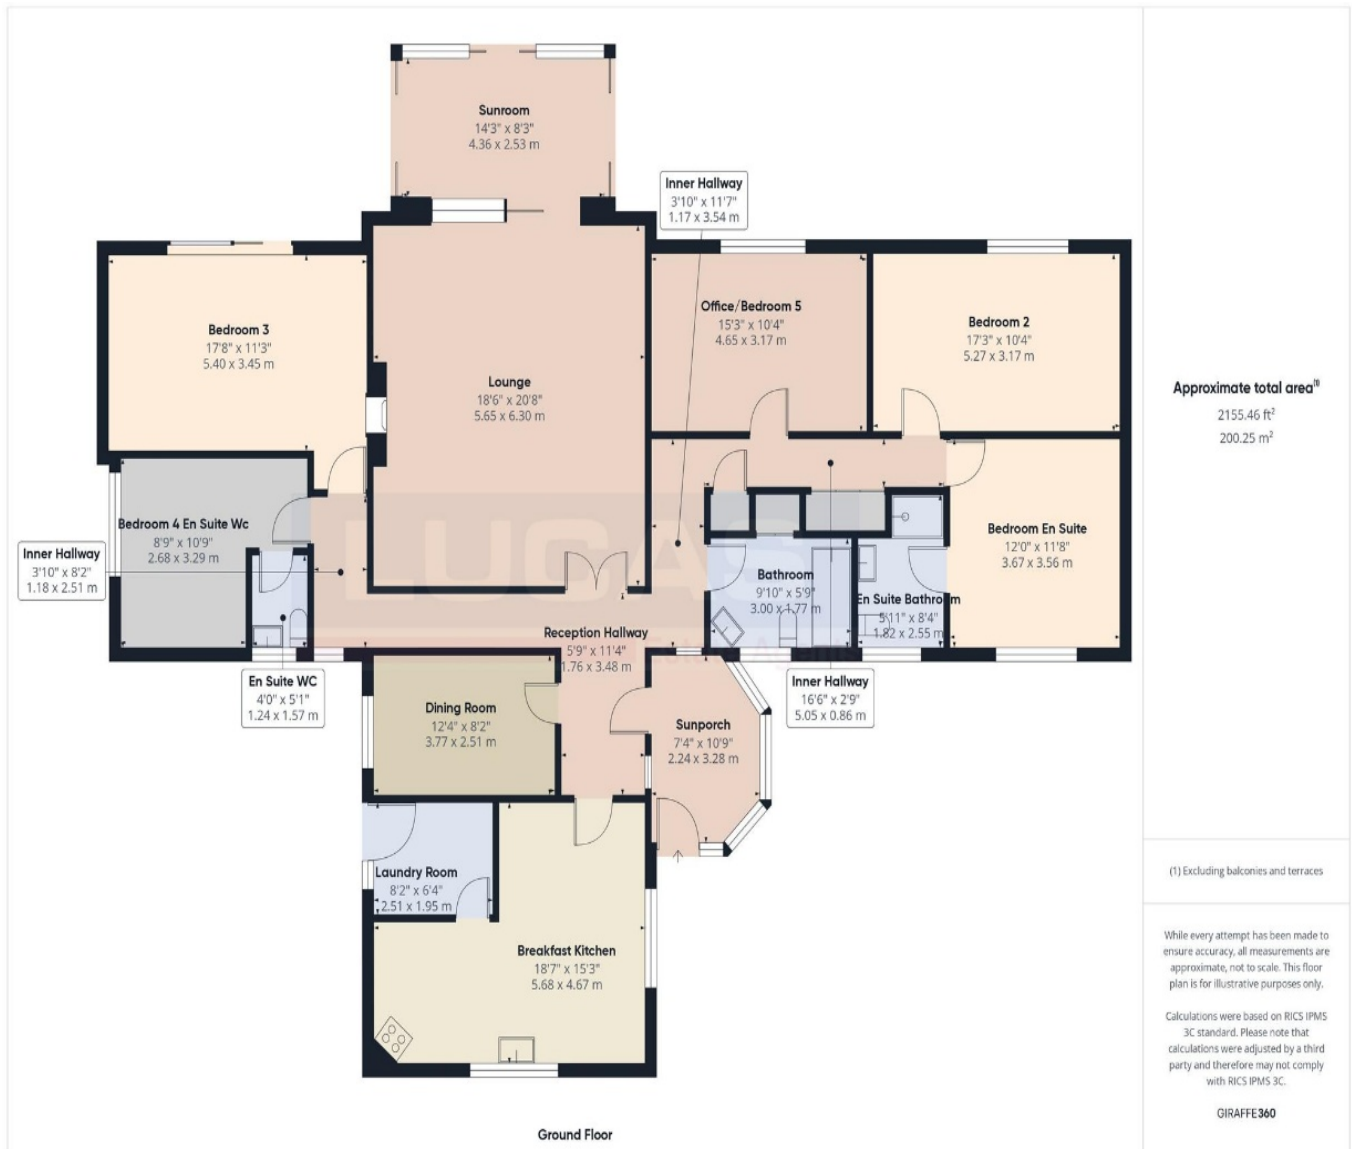 Sunroom
14'3" x 8'3"
4.36 x 2.53 m
Inner Hallway
3'10" x 11'7"
1.17 x 3.54 m
Office/Bedroom 5
15'3" x 10'4"
4.65 x 3.17 m
Bedroom 2
17'3" x 10'4"
5.27 x 3.17 m
Bedroom 3
17'8" x 11'3"
5.40 x 3.45 m
Lounge
18'6" x 20'8"
5.65 x 6.30 m
Approximate total area(1)
2155.46 ft²
200.25 m²
Bedroom 4 En Suite Wc
8'9" x 10'9"
2.68 x 3.29 m
Inner Hallway
3'10" x 8'2"
1.18 x 2.51 m
LUCAS
Estate Agents
Bedroom En Suite
12'0" x 11'8"
3.67 x 3.56 m
Bathroom
9'10" x 5'9"
3.00 x 1.77 m
En Suite Bathroom
5'11" x 8'4"
1.82 x 2.55 m
Reception Hallway
5'9" x 11'4"
1.76 x 3.48 m
En Suite WC
4'0" x 5'1"
1.24 x 1.57 m
Inner Hallway
16'6" x 2'9"
5.05 x 0.86 m
Dining Room
12'4" x 8'2"
3.77 x 2.51 m
Sunporch
7'4" x 10'9"
2.24 x 3.28 m
Laundry Room
8'2" x 6'4"
2.51 x 1.95 m
Breakfast Kitchen
18'7" x 15'3"
5.68 x 4.67 m
Ground Floor
(1) Excluding balconies and terraces
While every attempt has been made to
ensure accuracy, all measurements are
approximate, not to scale. This floor
plan is for illustrative purposes only.
Calculations were based on RICS IPMS
3C standard. Please note that
calculations were adjusted by a third
party and therefore may not comply
with RICS IPMS 3C.
GIRAFFE360